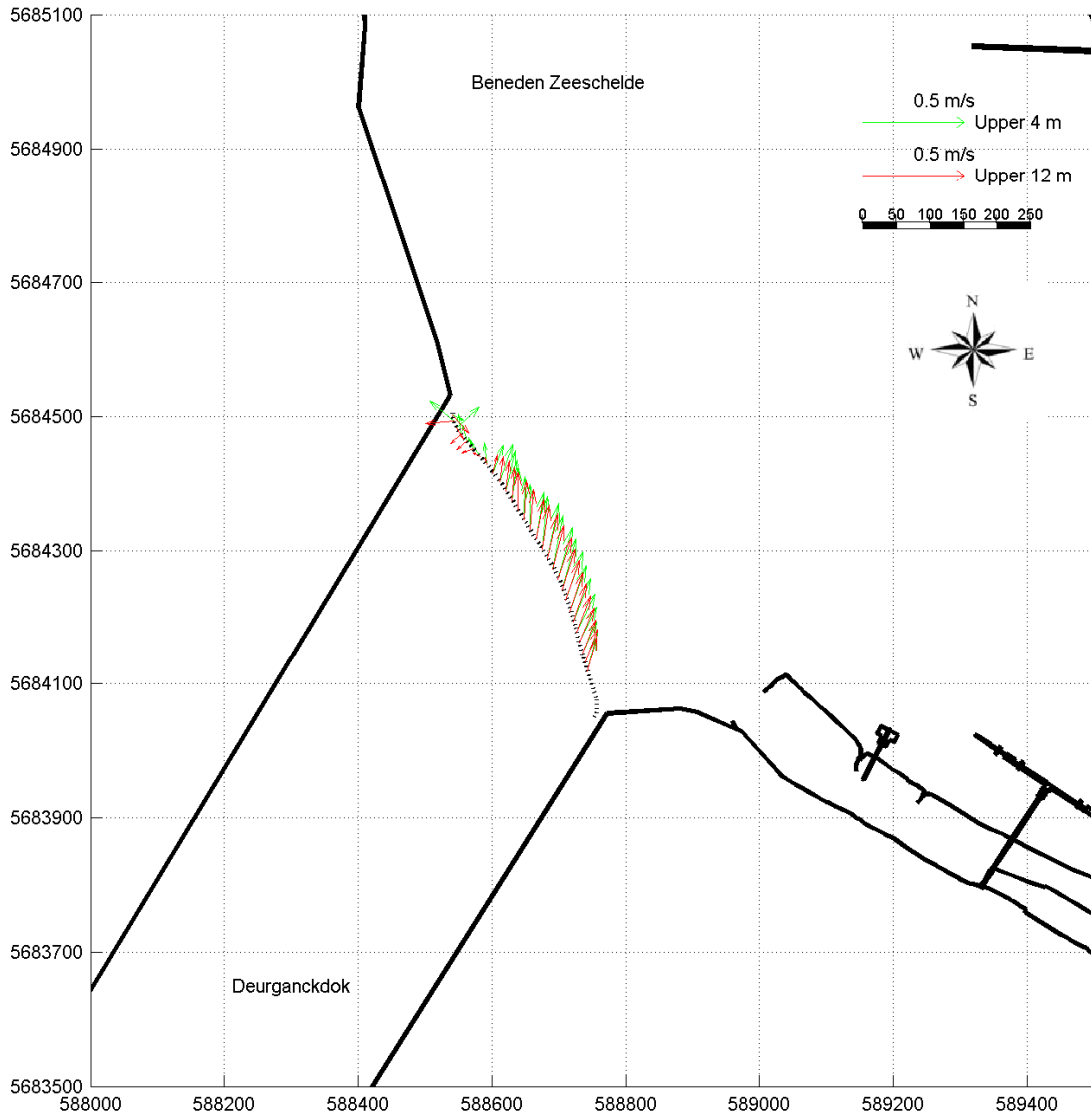 5685100
5684900
5684700
5684500
5684300
5684100
5683900
5683700
5683500
Beneden Zeeschelde
0.5 m/s
Upper 4 m
0.5 m/s
Upper 12 m
0 50 100 150 200 250
N
W E
S
Deurganckdok
588000 588200 588400 588600 588800 589000 589200 589400